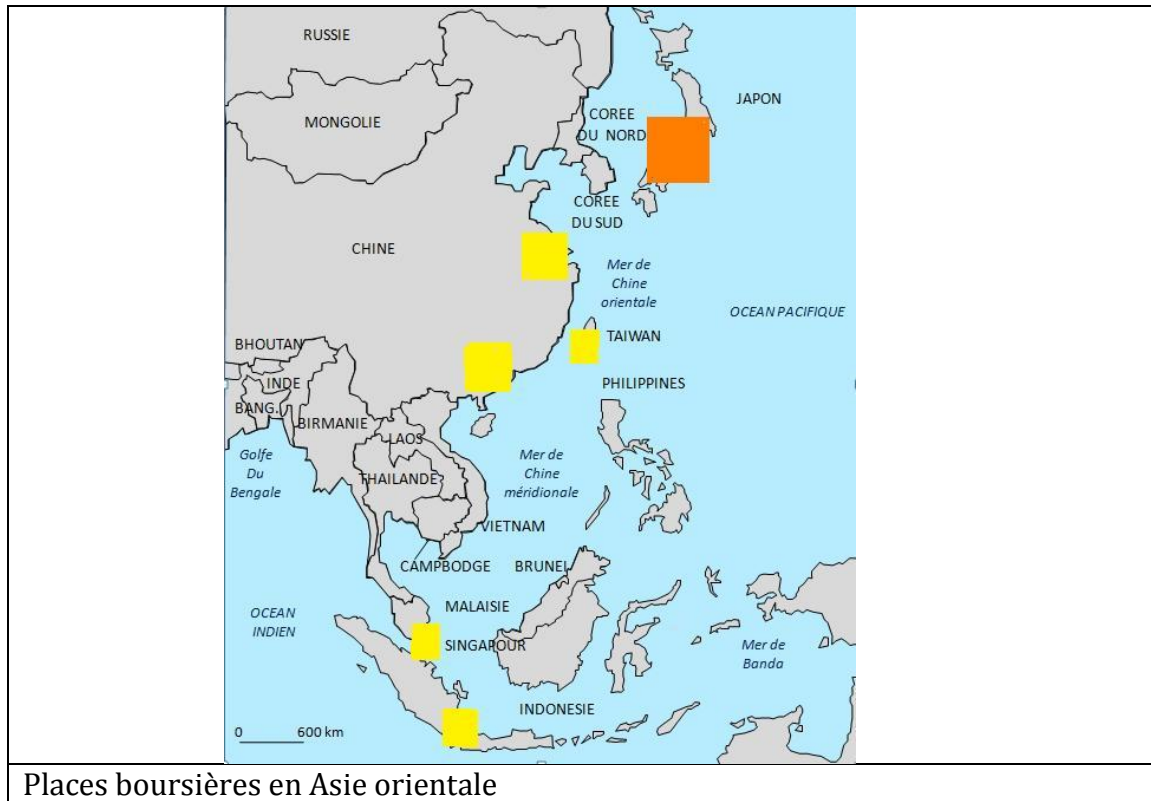 RUSSIE
JAPON
MONGOLIE
COREE
DU NORD
COREE
DU SUD
CHINE
Mer de
Chine
orientale
OCEAN PACIFIQUE
TAIWAN
BHOUTAN
INDE
PHILIPPINES
BANG.
BIRMANIE
LAOS
Golfe
Du
Bengale
Mer de
Chine
méridionale
THAILANDE
VIETNAM
CAMPBODGE
BRUNEI
OCEAN
INDIEN
MALAISIE
SINGAPOUR
Mer de
Banda
INDONESIE
0 600 km
Places boursières en Asie orientale